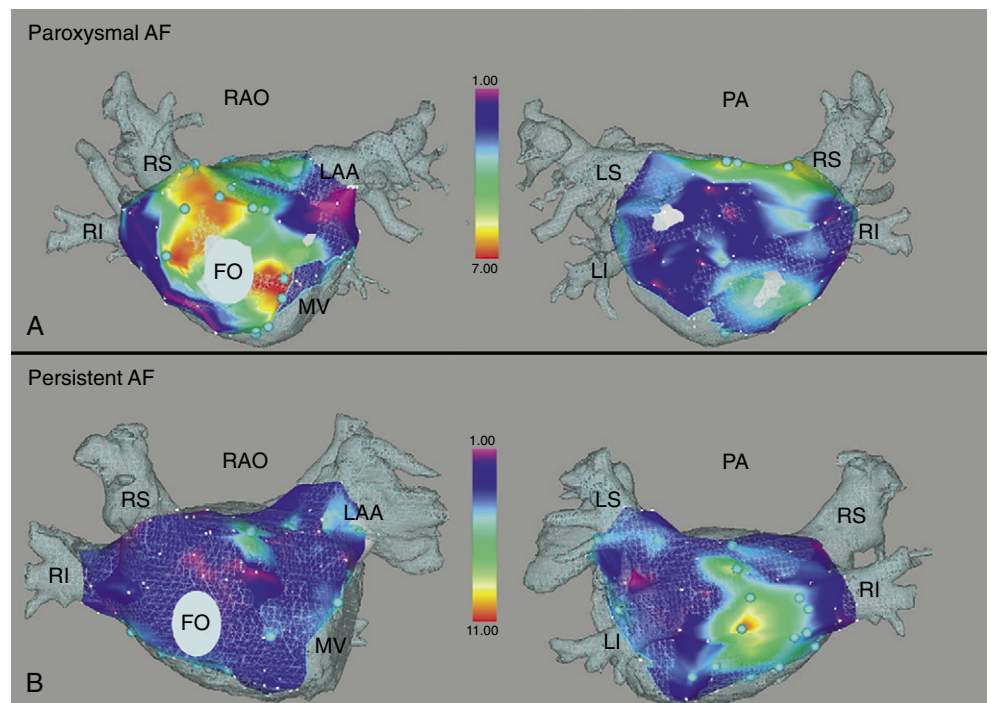 Paroxysmal AF
RAO
1.00
PA
RS
LAA
LS
RS
RI
RI
FO
7.00
LI
MV
A
Persistent AF
1.00
RAO
PA
RS
LAA
LS
RS
RI
RI
FO
11.00
MV
LI
B